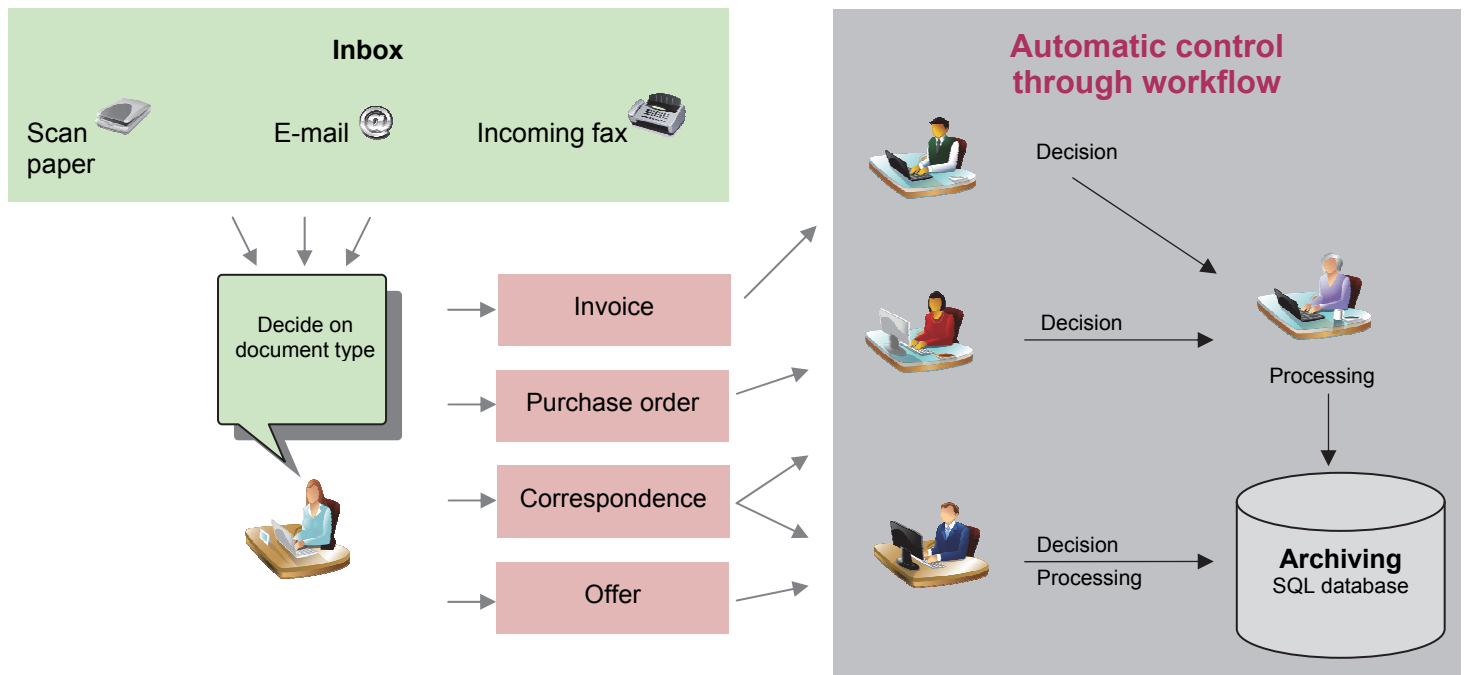 Inbox
Scan
paper
E-mail @
Incoming fax
Decide on
document type
Invoice
Purchase order
Correspondence
Offer
Automatic control
through workflow
Decision
Decision
Processing
Decision
Processing
Archiving
SQL database